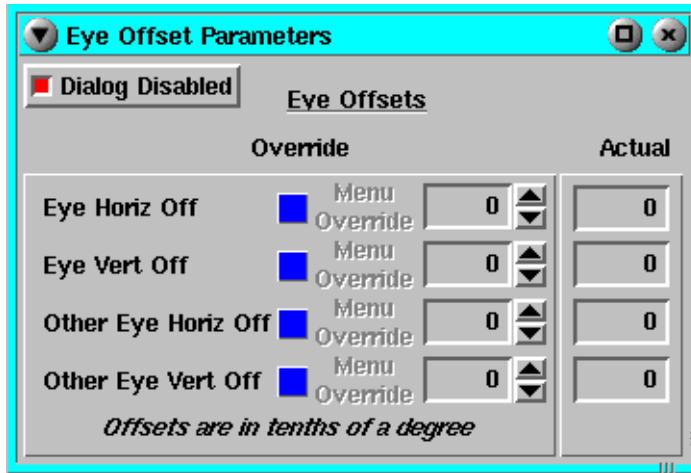 Eye Offset Parameters
Dialog Disabled
Eye Offsets
Override Actual
Eye Horiz Off Menu Override 0 0
Eye Vert Off Menu Override 0 0
Other Eye Horiz Off Menu Override 0 0
Other Eye Vert Off Menu Override 0 0
Offsets are in tenths of a degree